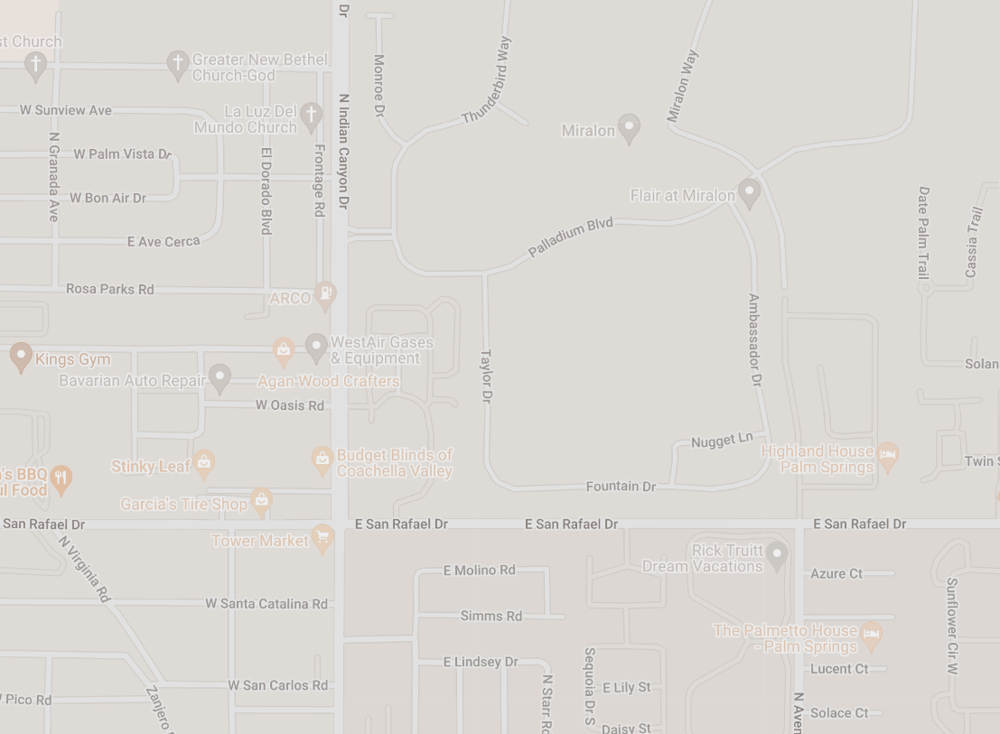 Dr
st Church
Greater New Bethel
Church-God
Monroe Dr
Thunderbird Way
Miralon Way
W Sunview Ave
La Luz Del
Mundo Church
N Indian Canyon Dr
Miralon
N Granada Ave
W Palm Vista Dr
El Dorado Blvd
Frontage Rd
W Bon Air Dr
Flair at Miralon
Date Palm Trail
Cassia Trail
E Ave Cerca
Palladium Blvd
Rosa Parks Rd
ARCO
Ambassador Dr
Kings Gym
WestAir Gases
& Equipment
Bavarian Auto Repair
Agan Wood Crafters
Taylor Dr
Solan
W Oasis Rd
Nugget Ln
Stinky Leaf
Budget Blinds of
Coachella Valley
Highland House
Palm Springs
Twin S
's BBQ
ul Food
Fountain Dr
Garcia's Tire Shop
San Rafael Dr
E San Rafael Dr
E San Rafael Dr
E San Rafael Dr
Tower Market
N Virginia Rd
Rick Truitt
Dream Vacations
E Molino Rd
Azure Ct
W Santa Catalina Rd
Simms Rd
Sunflower Cir W
The Palmetto House
- Palm Springs
E Lindsey Dr
Sequoia Dr S
Lucent Ct
W San Carlos Rd
N Starr Rd
E Lily St
Pico Rd
Zanjero
N Aven
Solace Ct
Daisy St